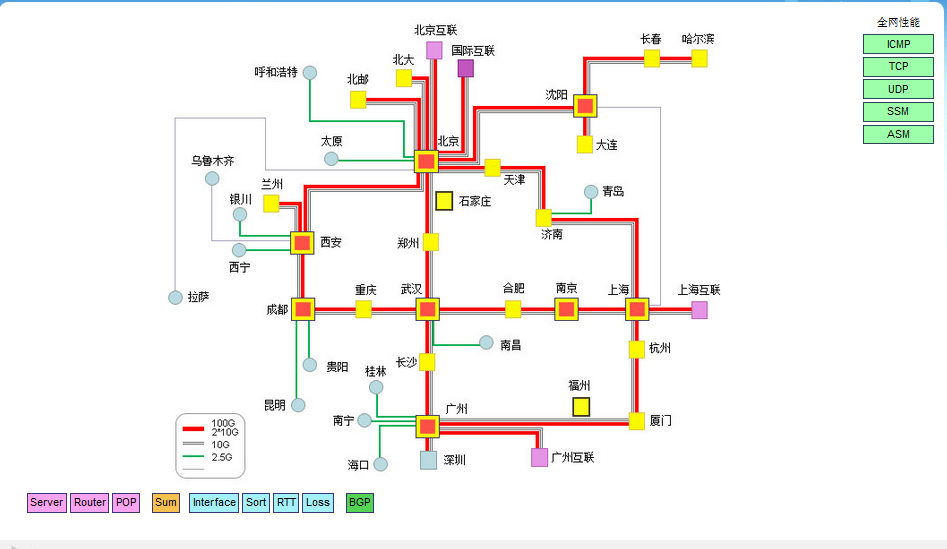 全网性能
ICMP
TCP
UDP
SSM
ASM
北京互联
国际互联
长春
哈尔滨
呼和浩特
北大
北邮
沈阳
太原
北京
大连
乌鲁木齐
兰州
天津
青岛
银川
石家庄
济南
西安
郑州
西宁
拉萨
成都
重庆
武汉
合肥
南京
上海
上海互联
南昌
杭州
贵阳
长沙
桂林
福州
昆明
广州
南宁
厦门
海口
深圳
广州互联
100G
2*10G
10G
2.5G
Server
Router
POP
Sum
Interface
Sort
RTT
Loss
BGP